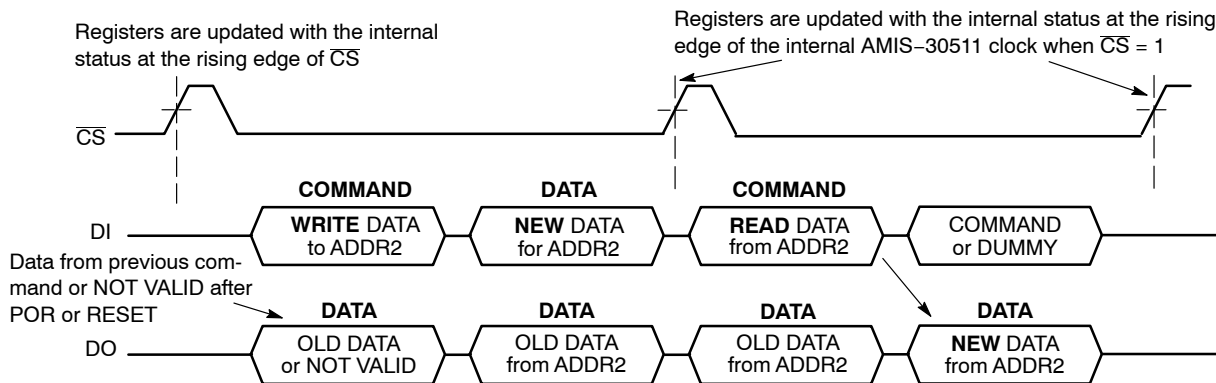 Registers are updated with the internal
status at the rising edge of CS
Registers are updated with the internal status at the rising
edge of the internal AMIS−30511 clock when CS = 1
CS
COMMAND
DATA
COMMAND
DI
WRITE DATA
to ADDR2
NEW DATA
for ADDR2
READ DATA
from ADDR2
COMMAND
or DUMMY
Data from previous com-
mand or NOT VALID after
POR or RESET
DATA
DATA
DATA
DATA
DO
OLD DATA
or NOT VALID
OLD DATA
from ADDR2
OLD DATA
from ADDR2
NEW DATA
from ADDR2